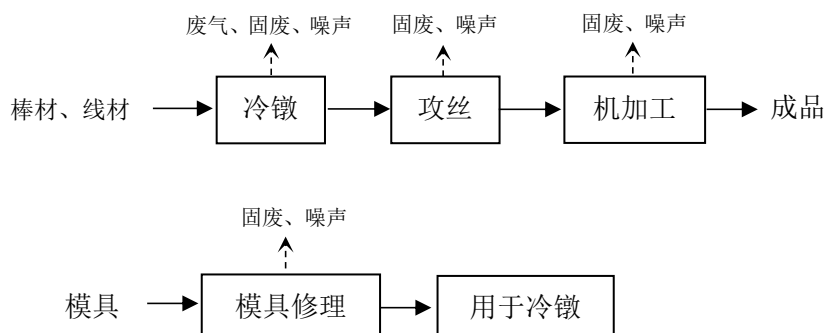 废气、固废、噪声 固废、噪声 固废、噪声
棒材、线材 冷镦 攻丝 机加工 成品
固废、噪声
模具 模具修理 用于冷镦